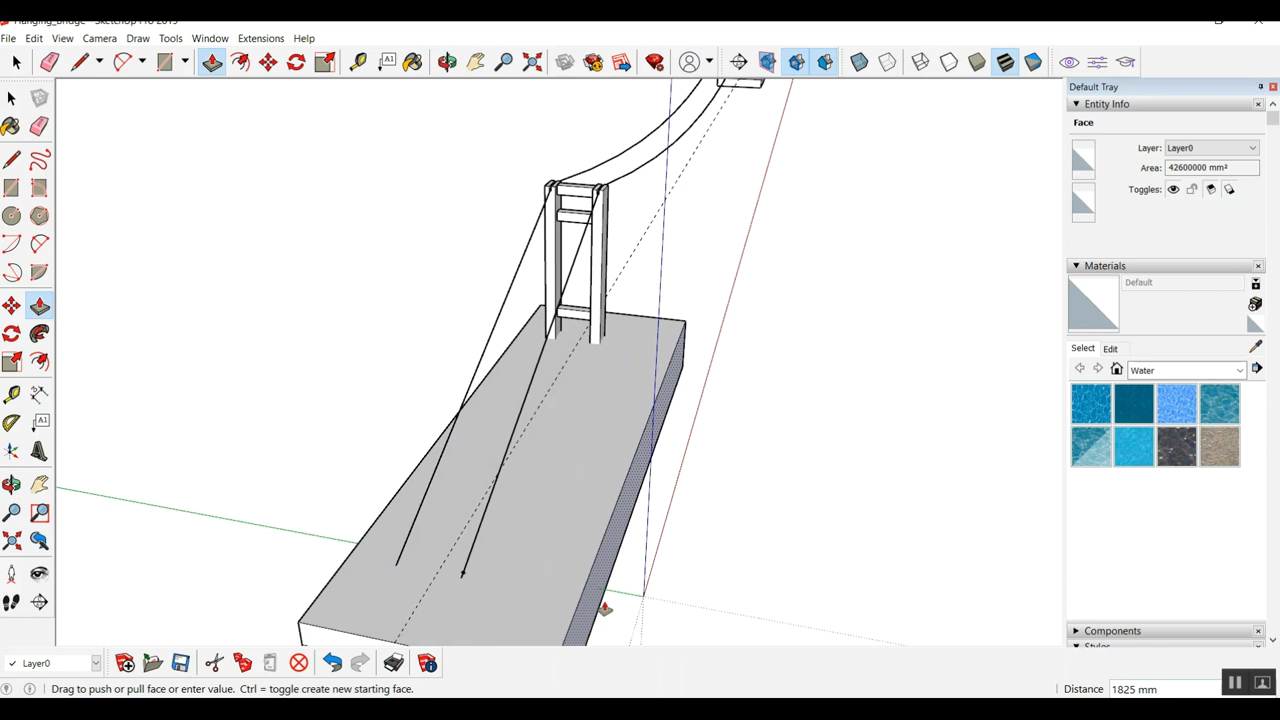 Hanging_Bridge - SketchUp Pro 2019
File Edit View Camera Draw Tools Window Extensions Help
Default Tray
Entity Info
Face
Layer: Layer0
Area: 42600000 mm²
Toggles:
Materials
Default
Select Edit
Water
Components
Layer0
Drag to push or pull face or enter value. Ctrl = toggle create new starting face.
Distance 1825 mm